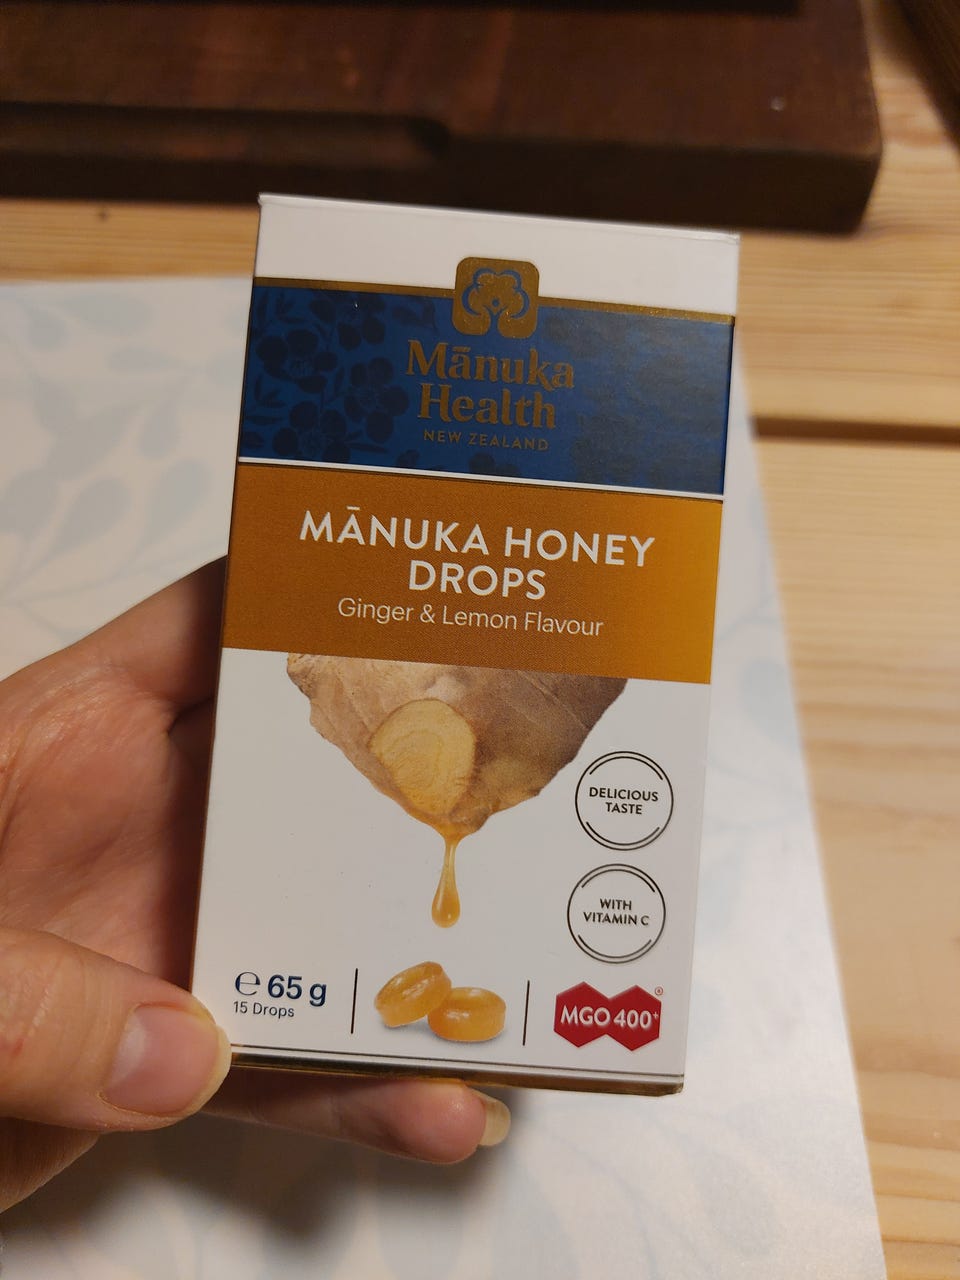 Mānuka
Health
NEW ZEALAND
MĀNUKA HONEY
DROPS
Ginger & Lemon Flavour
DELICIOUS
TASTE
WITH
VITAMIN C
℮ 65 g
15 Drops
MGO 400+
®